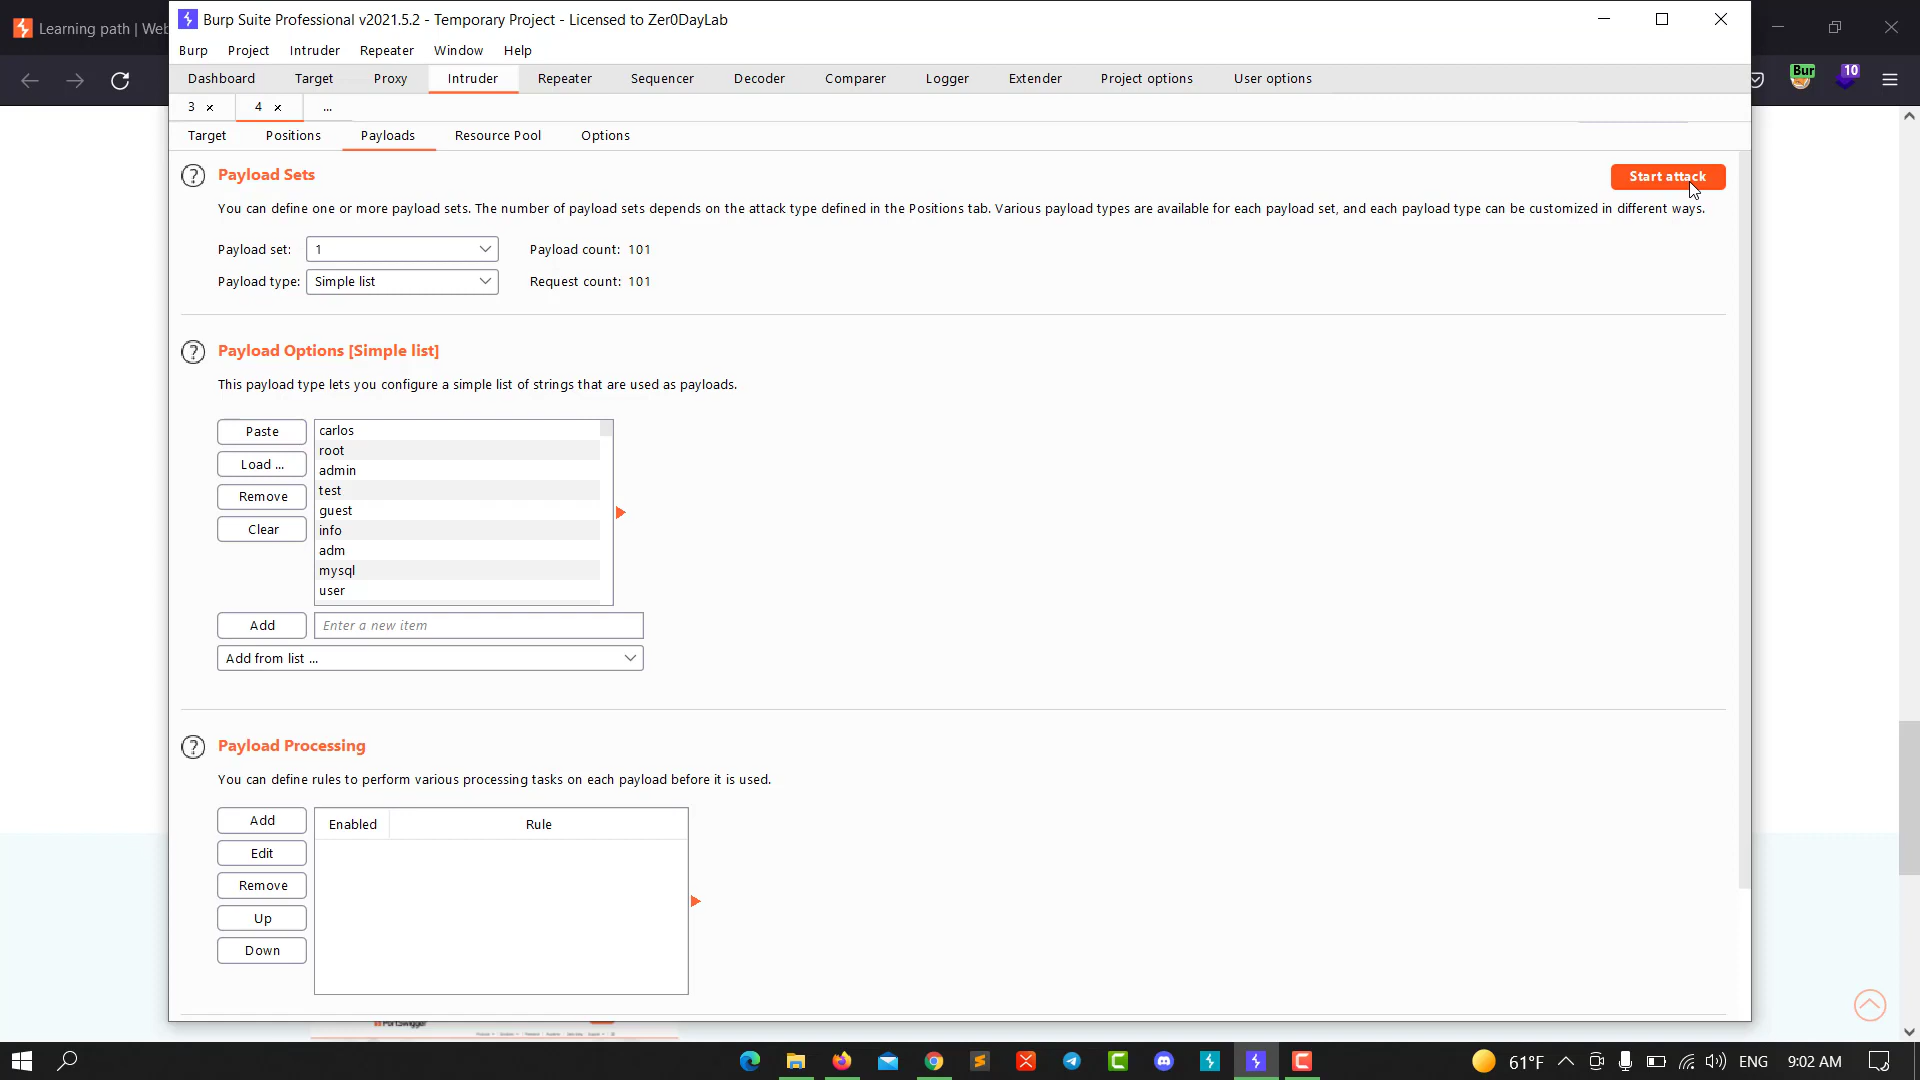 Learning path | Web
Burp Suite Professional v2021.5.2 - Temporary Project - Licensed to Zer0DayLab
Burp Project Intruder Repeater Window Help
Dashboard Target Proxy Intruder Repeater Sequencer Decoder Comparer Logger Extender Project options User options
Bur
10
3 × 4 × ...
Target Positions Payloads Resource Pool Options
? Payload Sets
Start attack
You can define one or more payload sets. The number of payload sets depends on the attack type defined in the Positions tab. Various payload types are available for each payload set, and each payload type can be customized in different ways.
Payload set: 1 Payload count: 101
Payload type: Simple list Request count: 101
? Payload Options [Simple list]
This payload type lets you configure a simple list of strings that are used as payloads.
Paste
Load ...
Remove
Clear
carlos
root
admin
test
guest
info
adm
mysql
user
Add Enter a new item
Add from list ...
? Payload Processing
You can define rules to perform various processing tasks on each payload before it is used.
Add
Edit
Remove
Up
Down
Enabled Rule
PortSwigger
61°F ENG 9:02 AM